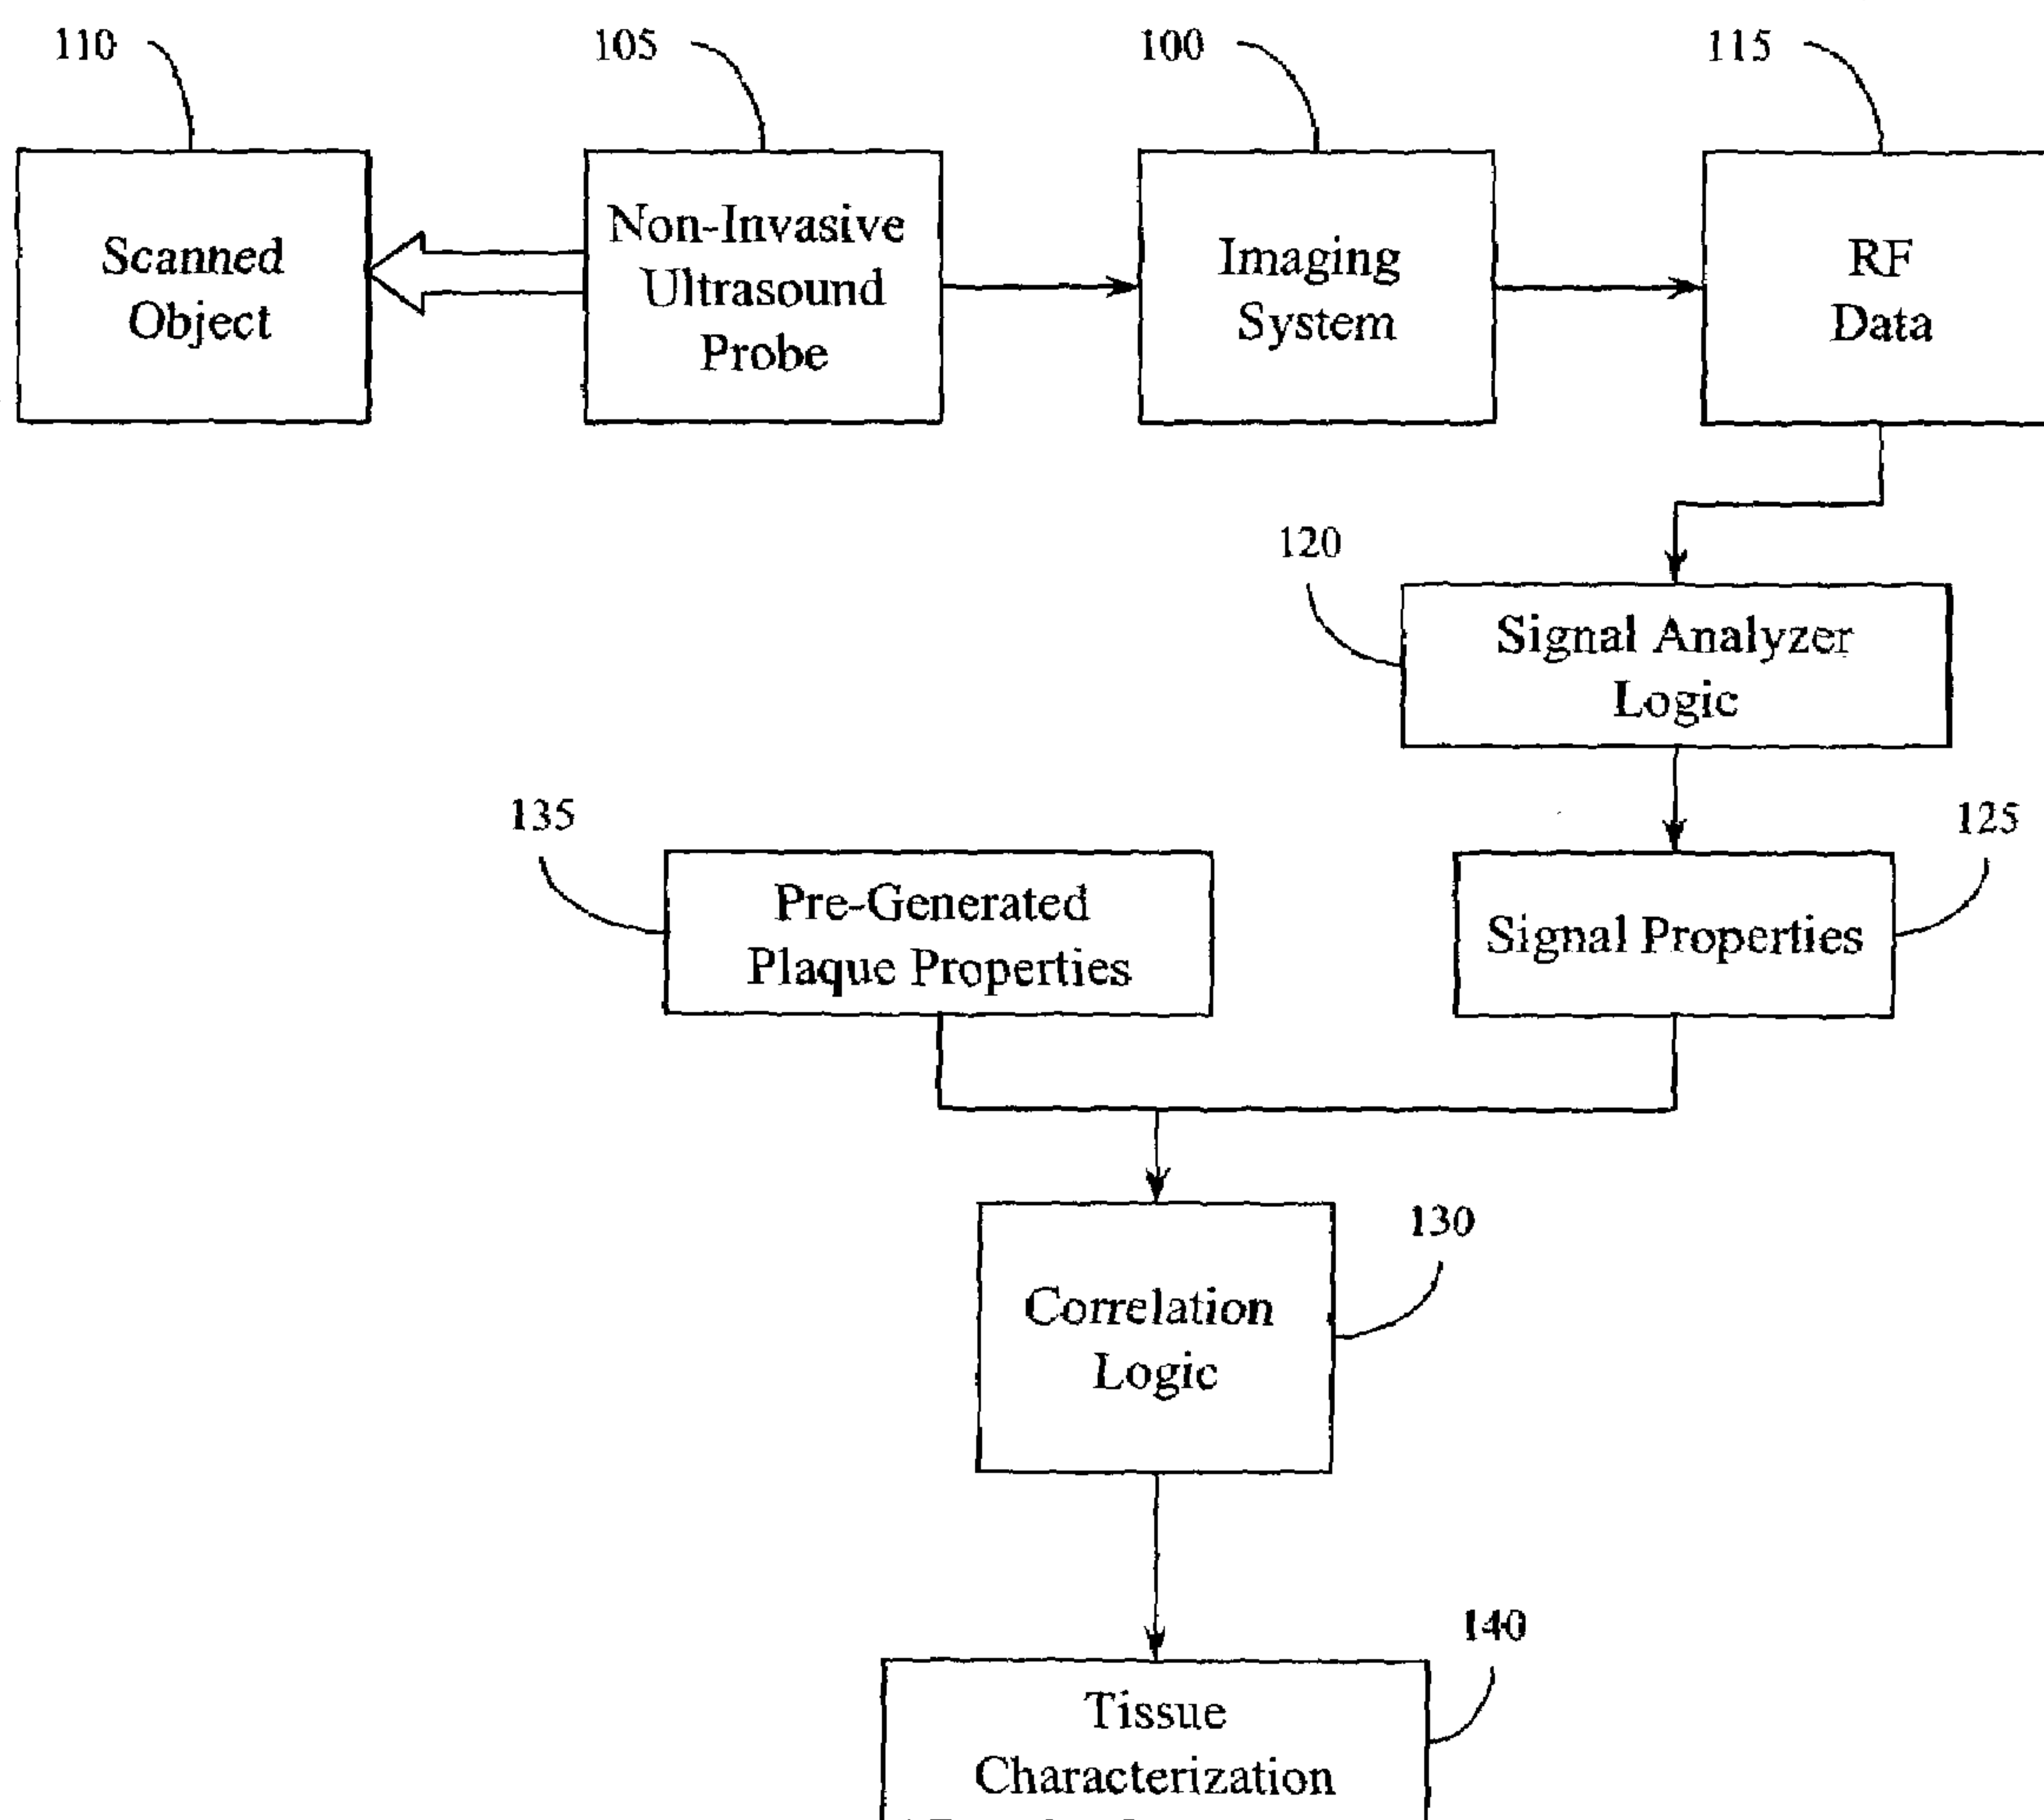 110
105
100
115
Scanned
Object
Non-Invasive
Ultrasound
Probe
Imaging
System
RF
Data
120
Signal Analyzer
Logic
135
125
Pre-Generated
Plaque Properties
Signal Properties
130
Correlation
Logic
140
Tissue
Characterization